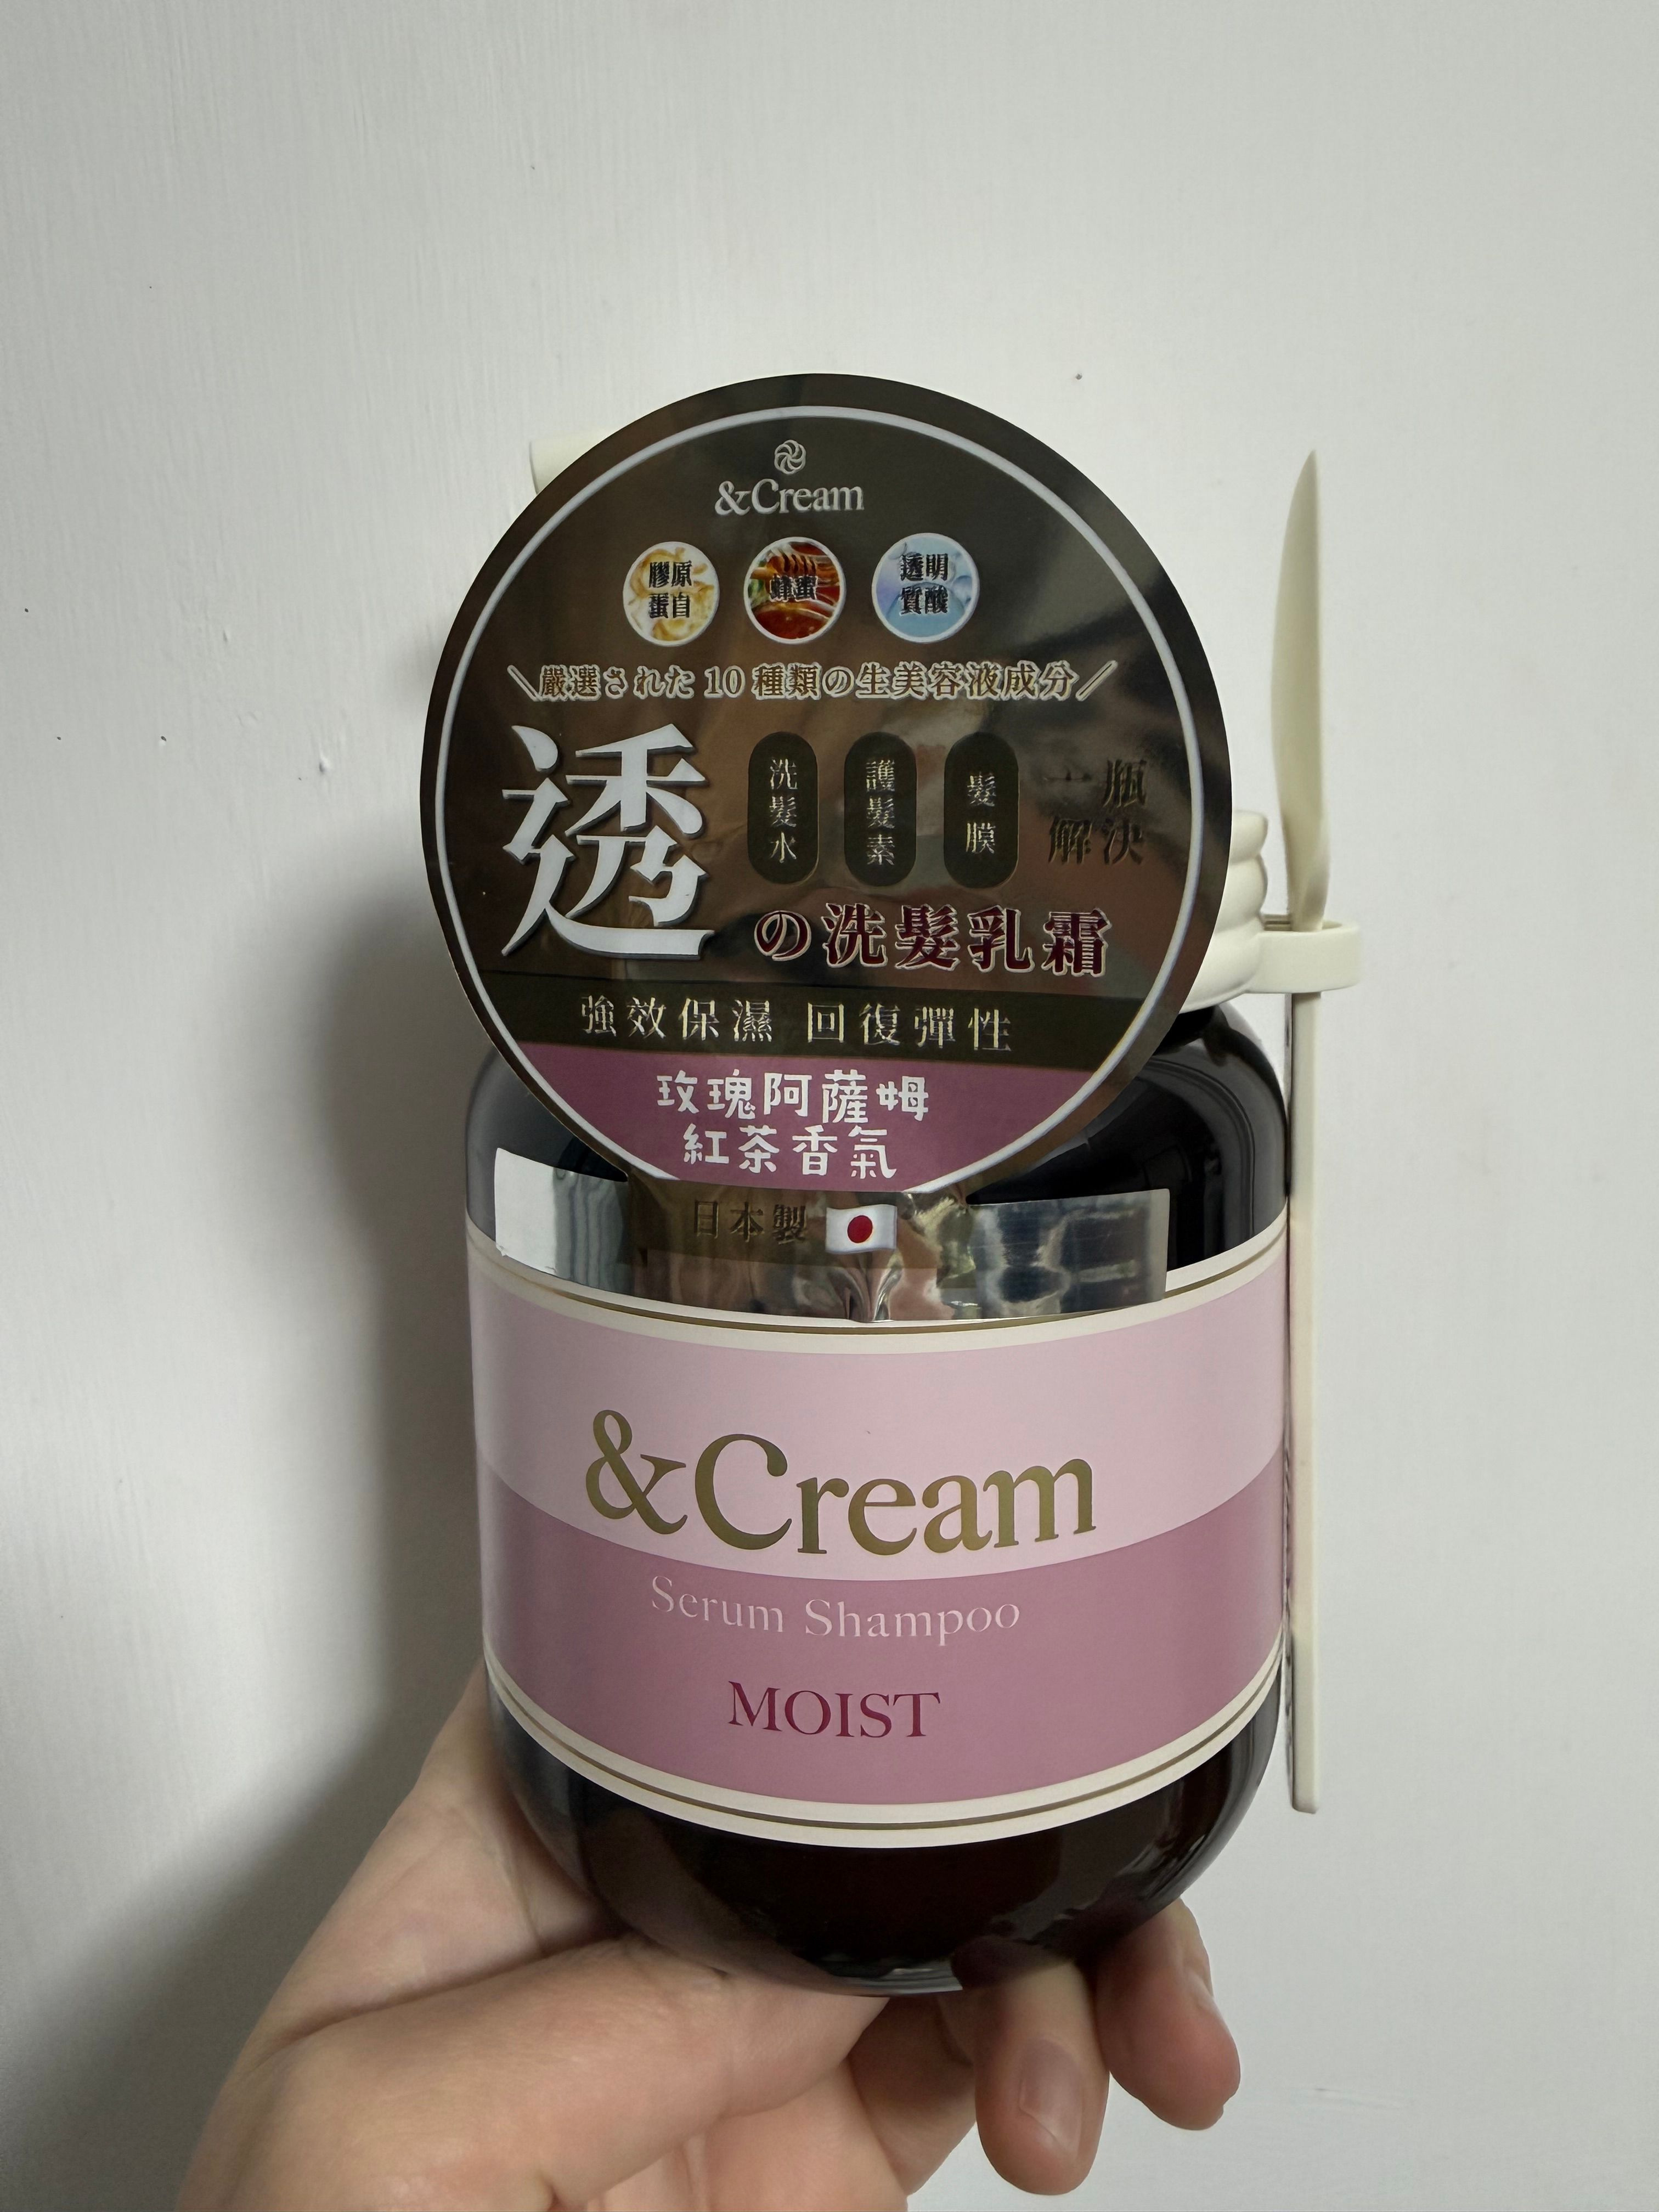 &Cream
膠原
蛋白
蜂蜜
透明
質酸
＼嚴選された 10 種類の生美容液成分／
透
洗髮水
護髮素
髮膜
一瓶
解決
の洗髮乳霜
強效保濕 回復彈性
玫瑰阿薩姆
紅茶香氣
日本製
&Cream
Serum Shampoo
MOIST